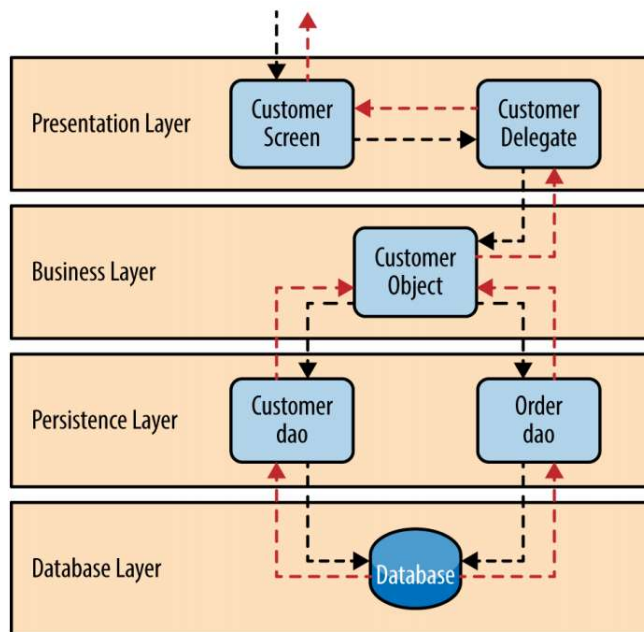 Presentation Layer
Customer
Screen
Customer
Delegate
Business Layer
Customer
Object
Persistence Layer
Customer
dao
Order
dao
Database Layer
Database